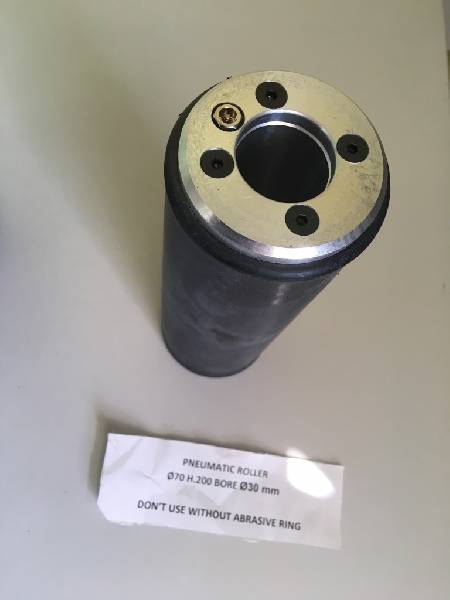 PNEUMATIC ROLLER
Ø70 H.200 BORE Ø30 mm
DON'T USE WITHOUT ABRASIVE RING